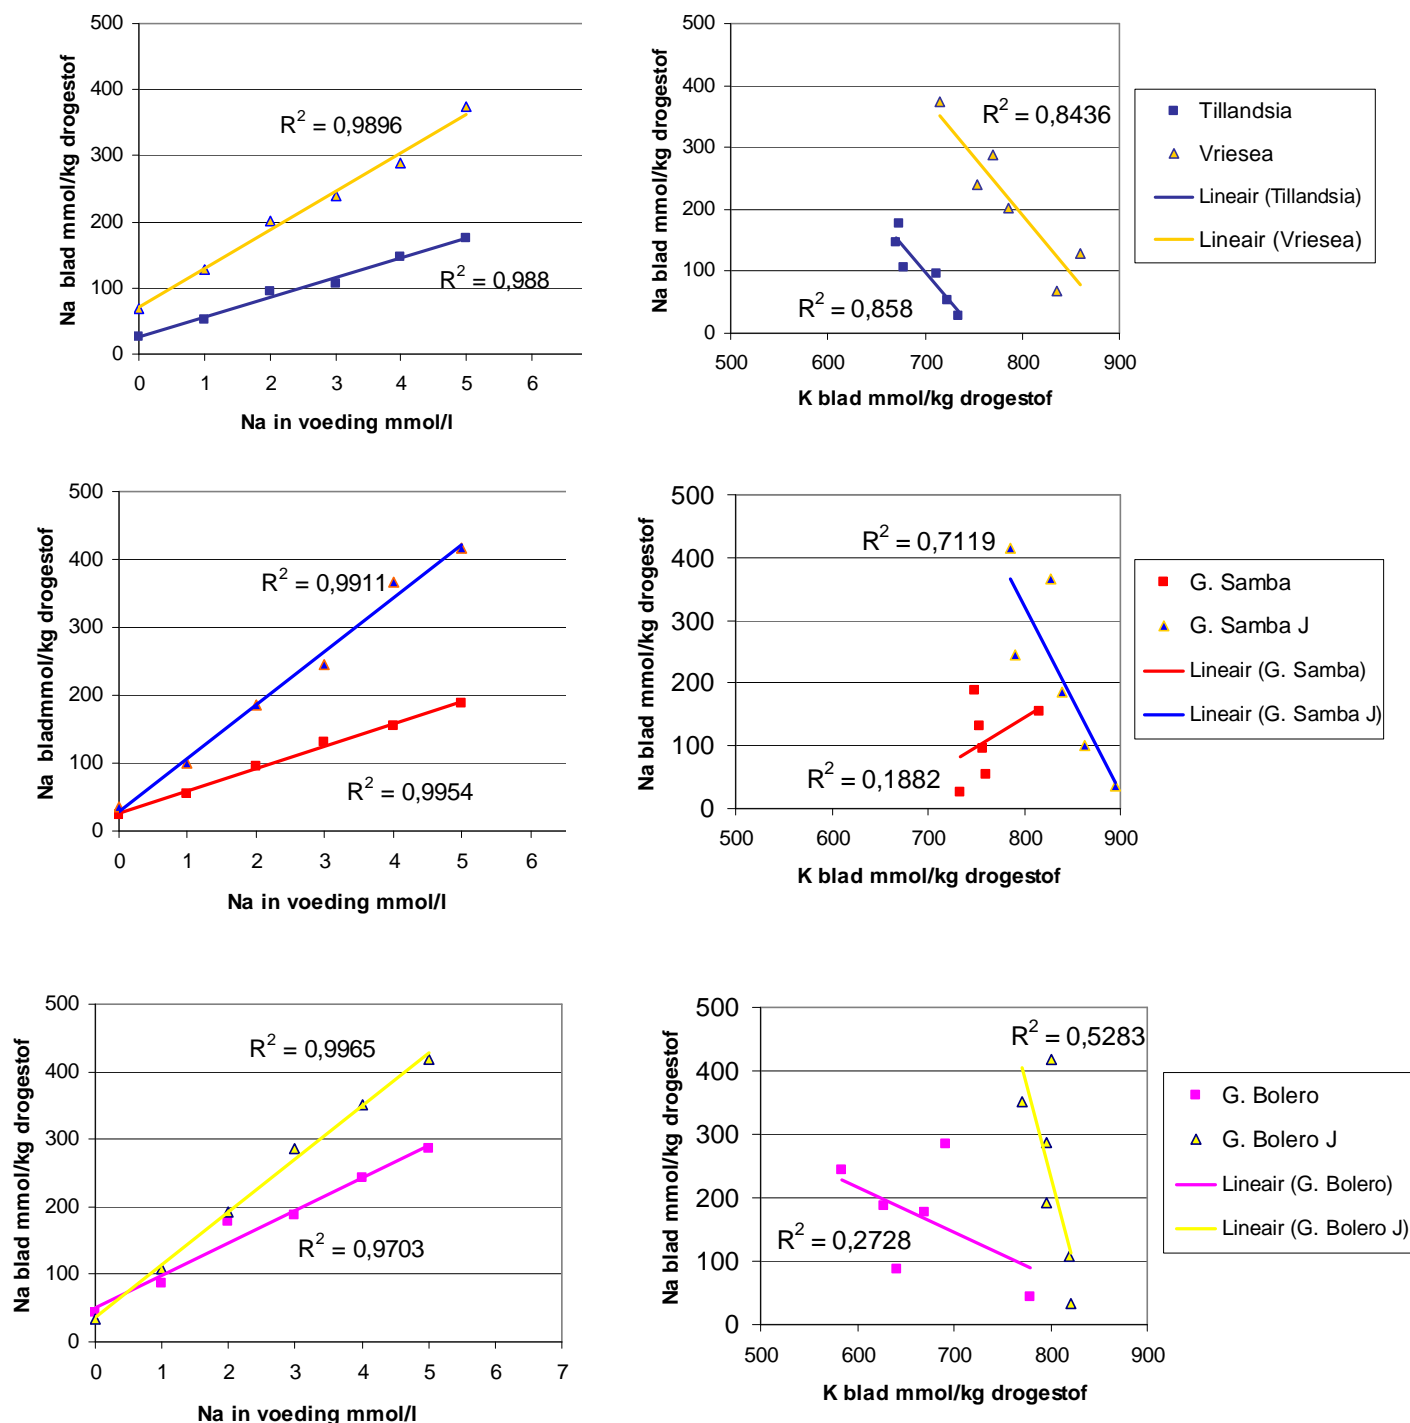 500
400
300
200
100
0
Na blad mmol/kg drogestof
R² = 0,9896
R² = 0,988
0 1 2 3 4 5 6
Na in voeding mmol/l
500
400
300
200
100
0
Na blad mmol/kg drogestof
R² = 0,8436
R² = 0,858
500 600 700 800 900
K blad mmol/kg drogestof
Tillandsia
Vriesea
Lineair (Tillandsia)
Lineair (Vriesea)
500
400
300
200
100
0
Na bladmmol/kg drogestof
R² = 0,9911
R² = 0,9954
0 1 2 3 4 5 6
Na in voeding mmol/l
500
400
300
200
100
0
Na blad mmol/kg drogestof
R² = 0,7119
R² = 0,1882
500 600 700 800 900
K blad mmol/kg drogestof
G. Samba
G. Samba J
Lineair (G. Samba)
Lineair (G. Samba J)
500
400
300
200
100
0
Na blad mmol/kg drogestof
R² = 0,9965
R² = 0,9703
0 1 2 3 4 5 6 7
Na in voeding mmol/l
500
400
300
200
100
0
Na blad mmol/kg drogestof
R² = 0,5283
R² = 0,2728
500 600 700 800 900
K blad mmol/kg drogestof
G. Bolero
G. Bolero J
Lineair (G. Bolero)
Lineair (G. Bolero J)